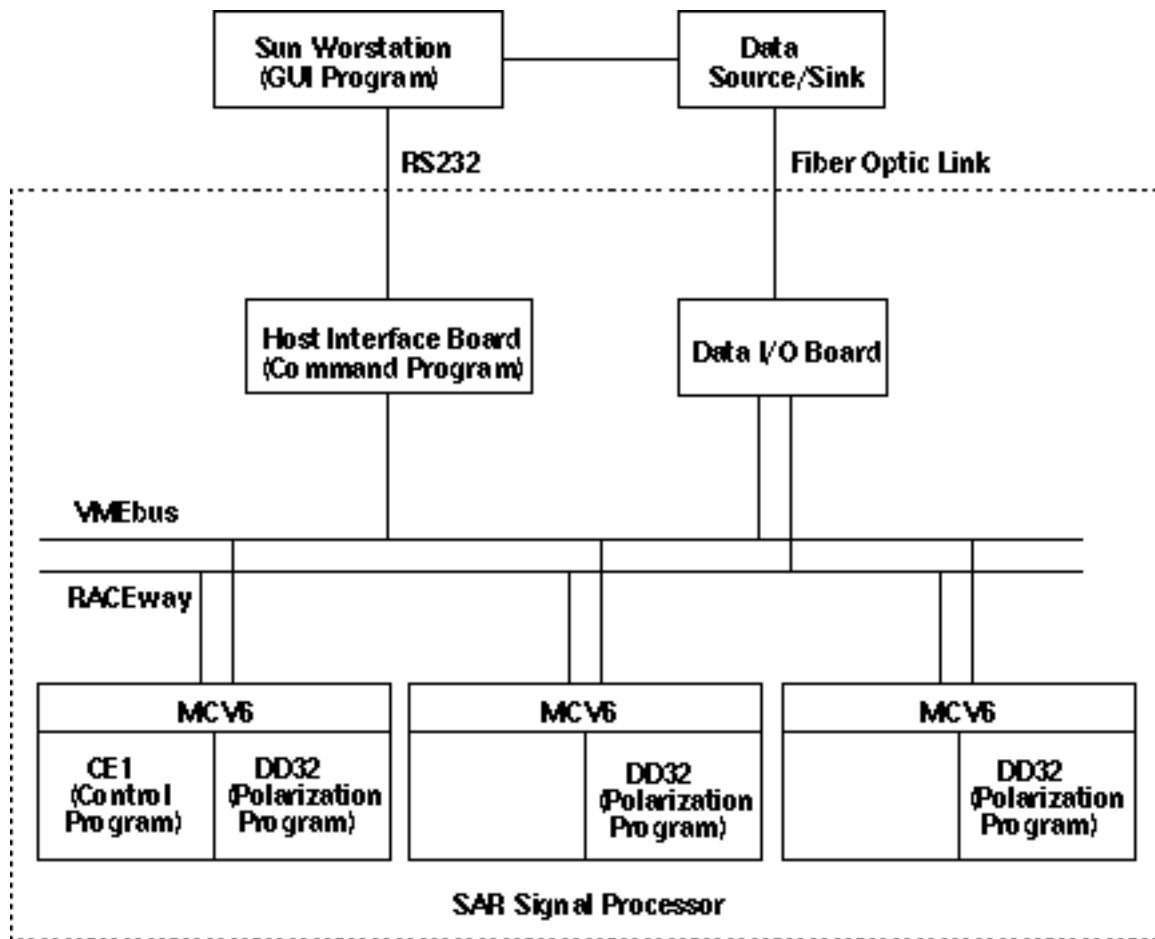 Sun Worstation
(GUI Program)
Data
Source/Sink
RS232
Fiber Optic Link
Host Interface Board
(Command Program)
Data I/O Board
VMEbus
RACEway
MCV6
CE1
(Control
Program)
DD32
(Polarization
Program)
MCV6
DD32
(Polarization
Program)
MCV6
DD32
(Polarization
Program)
SAR Signal Processor